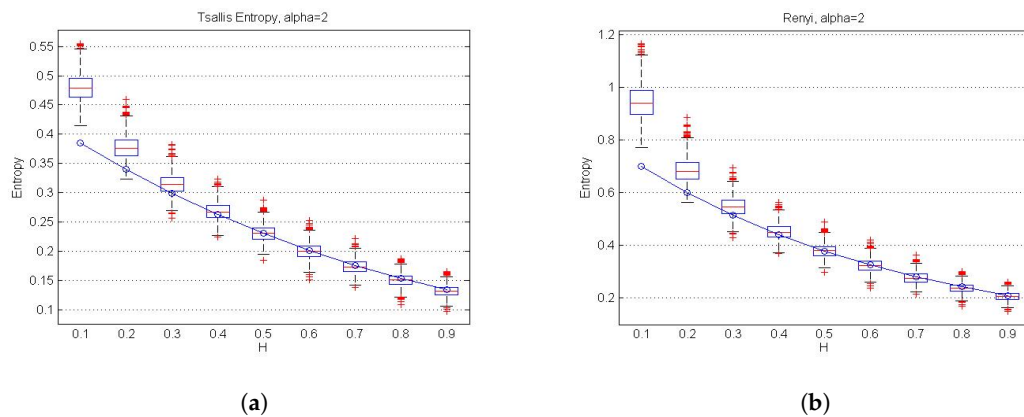 Tsallis Entropy, alpha=2
0.55
0.5
0.45
0.4
0.35
0.3
0.25
0.2
0.15
0.1
Entropy
0.1 0.2 0.3 0.4 0.5 0.6 0.7 0.8 0.9
H
(a)
Renyi, alpha=2
1.2
1
0.8
0.6
0.4
0.2
Entropy
0.1 0.2 0.3 0.4 0.5 0.6 0.7 0.8 0.9
H
(b)